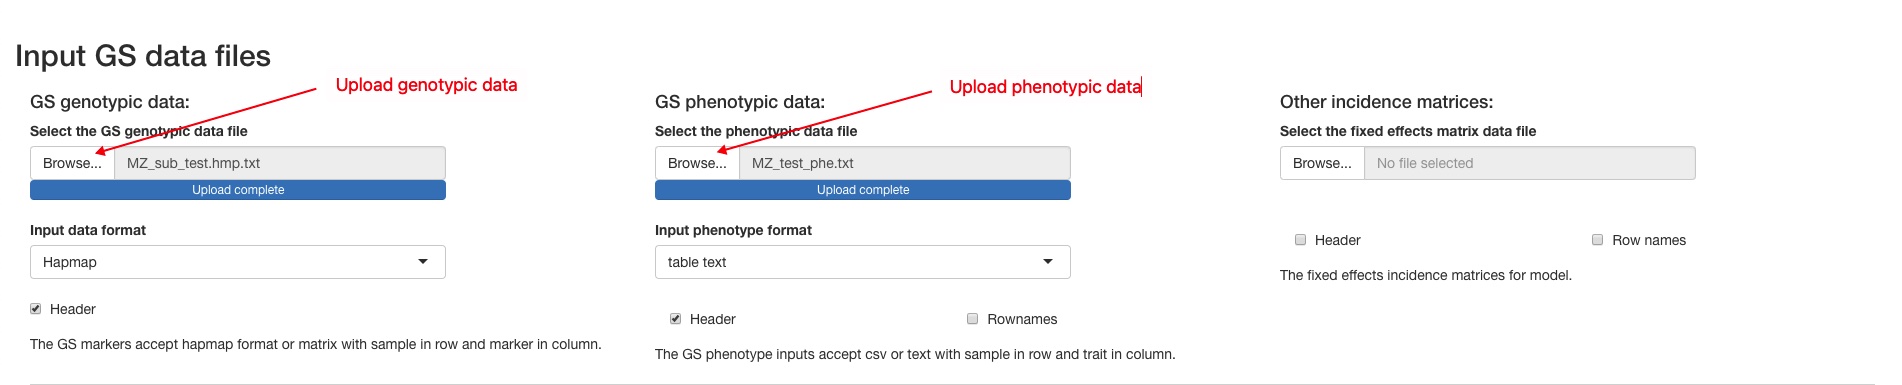 Input GS data files
Upload genotypic data
GS genotypic data:
Select the GS genotypic data file
Browse... MZ_sub_test.hmp.txt
Upload complete
Input data format
Hapmap
Header
The GS markers accept hapmap format or matrix with sample in row and marker in column.
Upload phenotypic data
GS phenotypic data:
Select the phenotypic data file
Browse... MZ_test_phe.txt
Upload complete
Input phenotype format
table text
Header Rownames
The GS phenotype inputs accept csv or text with sample in row and trait in column.
Other incidence matrices:
Select the fixed effects matrix data file
Browse... No file selected
Header Row names
The fixed effects incidence matrices for model.